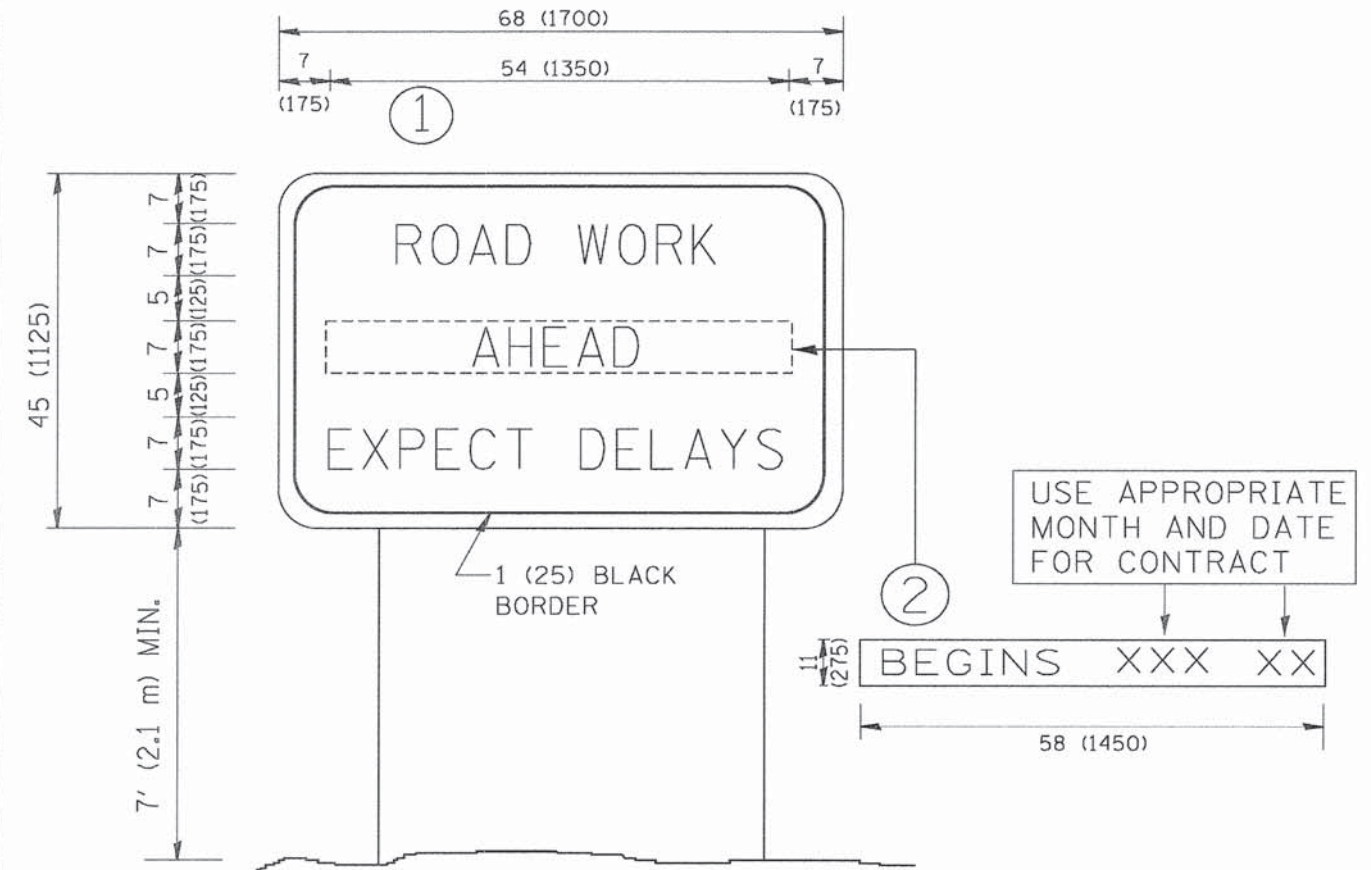 68 (1700)
7
54 (1350)
7
(175)
(175)
1
45 (1125)
7 (175)
7 (175)
5 (125)
7 (175)
5 (125)
7 (175)
7 (175)
ROAD WORK
AHEAD
EXPECT DELAYS
1 (25) BLACK
BORDER
7' (2.1 m) MIN.
USE APPROPRIATE
MONTH AND DATE
FOR CONTRACT
2
11
(275)
BEGINS XXX XX
58 (1450)